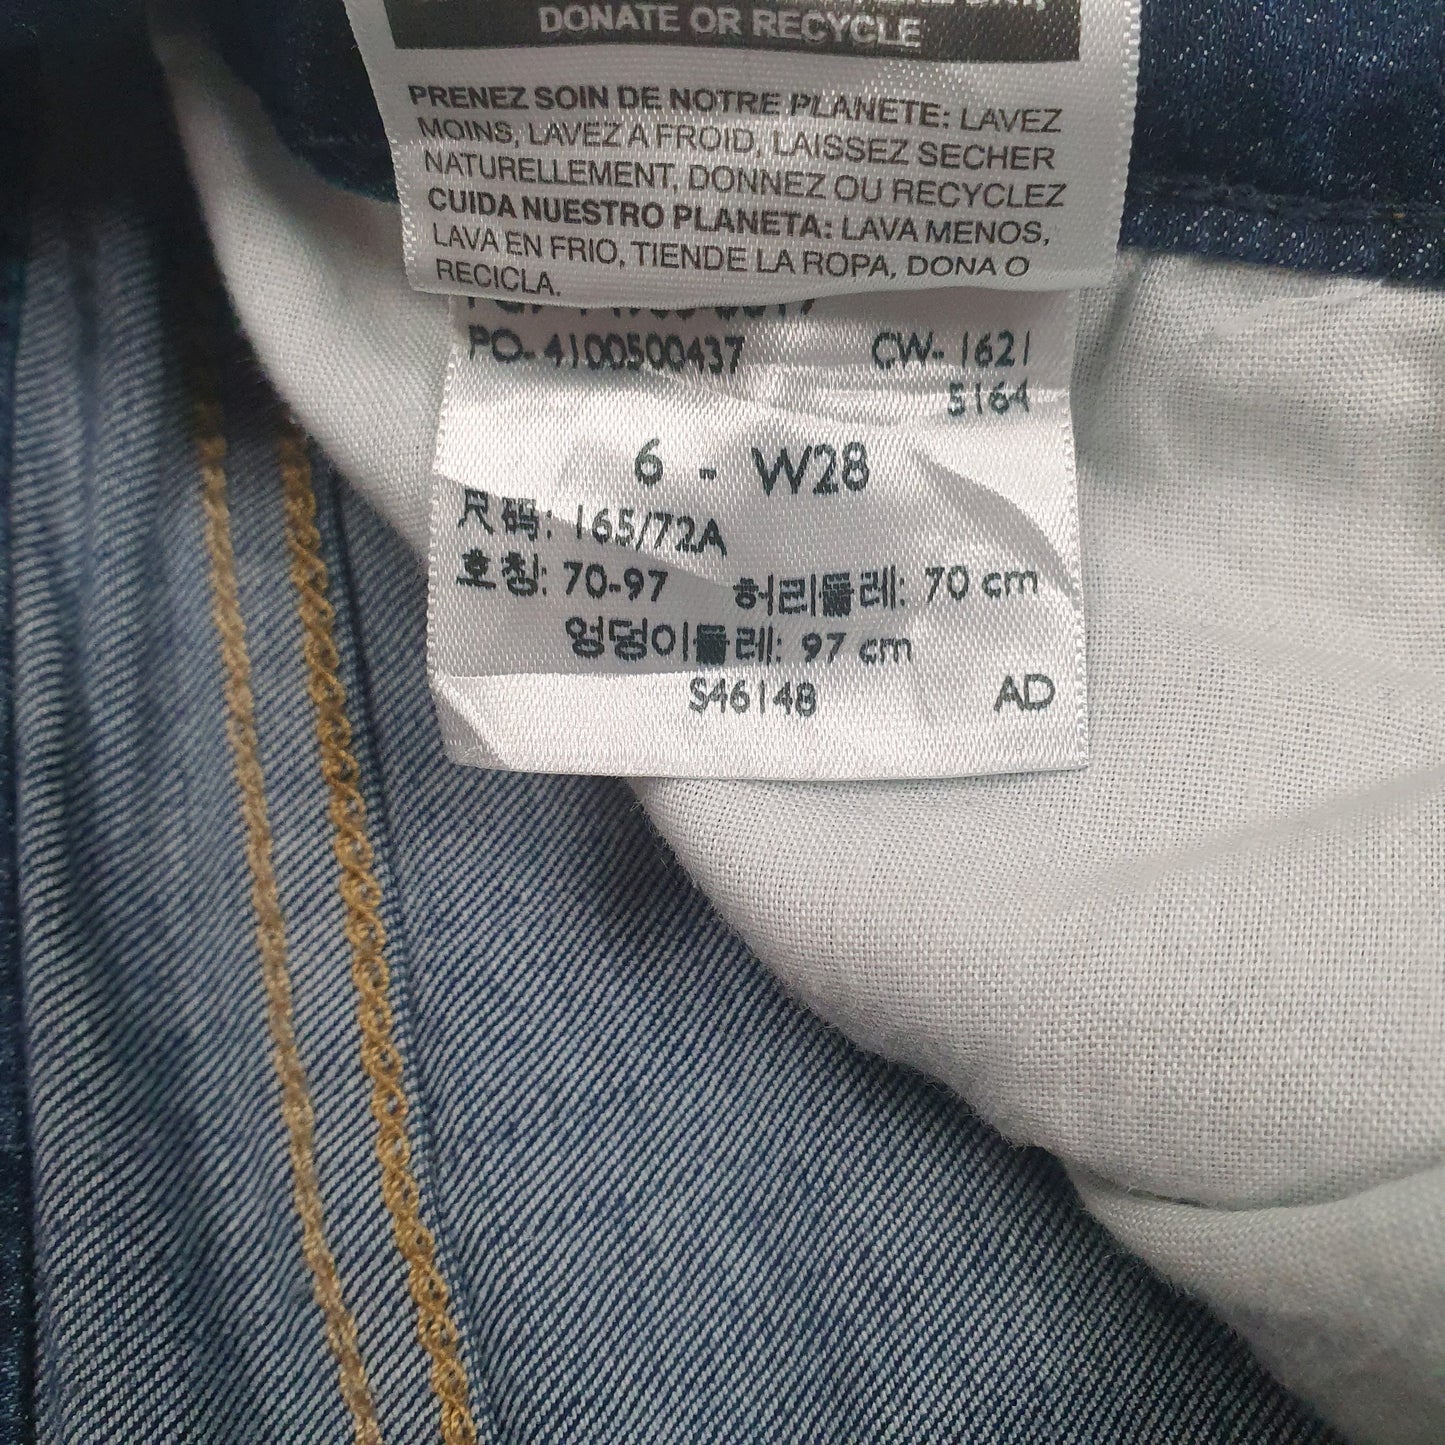 DONATE OR RECYCLE
PRENEZ SOIN DE NOTRE PLANETE: LAVEZ
MOINS, LAVEZ A FROID, LAISSEZ SECHER
NATURELLEMENT, DONNEZ OU RECYCLEZ
CUIDA NUESTRO PLANETA: LAVA MENOS,
LAVA EN FRIO, TIENDE LA ROPA, DONA O
RECICLA.
PO- 4100500437 CW- 1621
5164
6 - W28
尺码: 165/72A
호칭: 70-97 허리둘레: 70 cm
엉덩이둘레: 97 cm
S46148 AD